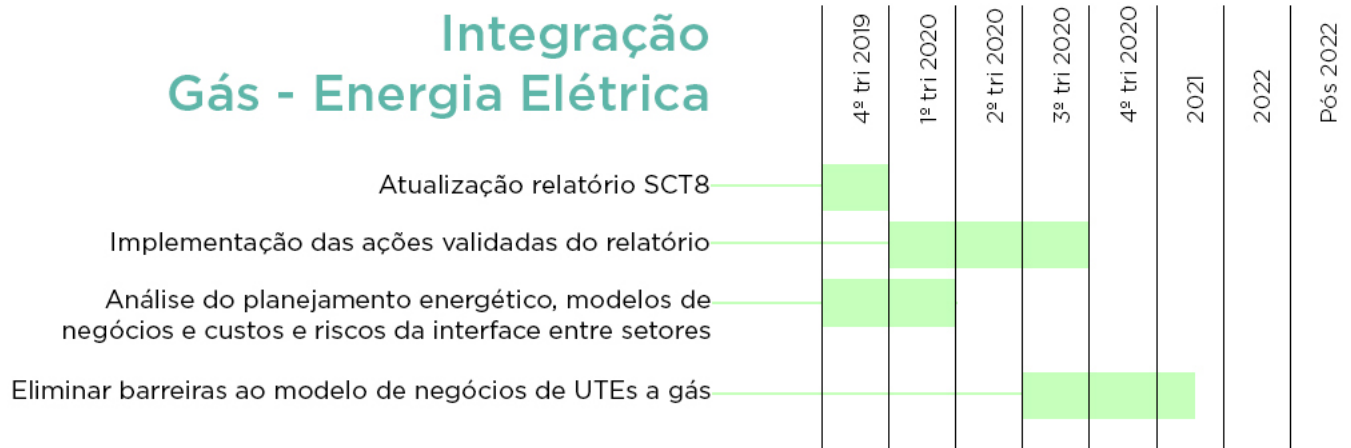 Integração
Gás - Energia Elétrica
4º tri 2019
1º tri 2020
2º tri 2020
3º tri 2020
4º tri 2020
2021
2022
Pós 2022
Atualização relatório SCT8
Implementação das ações validadas do relatório
Análise do planejamento energético, modelos de
negócios e custos e riscos da interface entre setores
Eliminar barreiras ao modelo de negócios de UTEs a gás